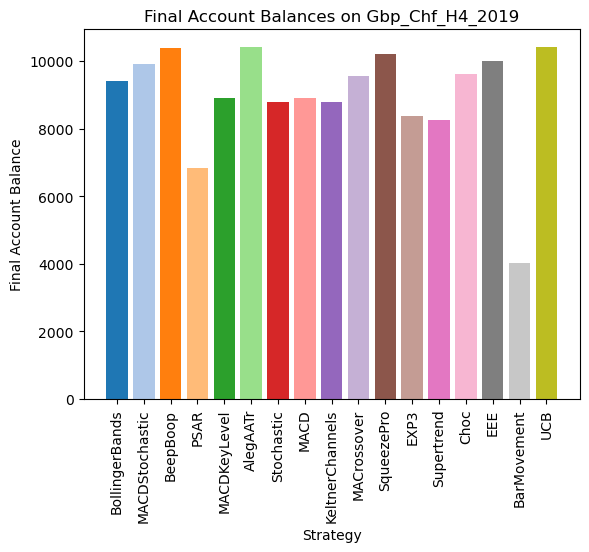 Final Account Balances on Gbp_Chf_H4_2019
Final Account Balance
10000
8000
6000
4000
2000
0
BollingerBands
MACDStochastic
BeepBoop
PSAR
MACDKeyLevel
AlegAATr
Stochastic
MACD
KeltnerChannels
MACrossover
SqueezePro
EXP3
Supertrend
Choc
EEE
BarMovement
UCB
Strategy